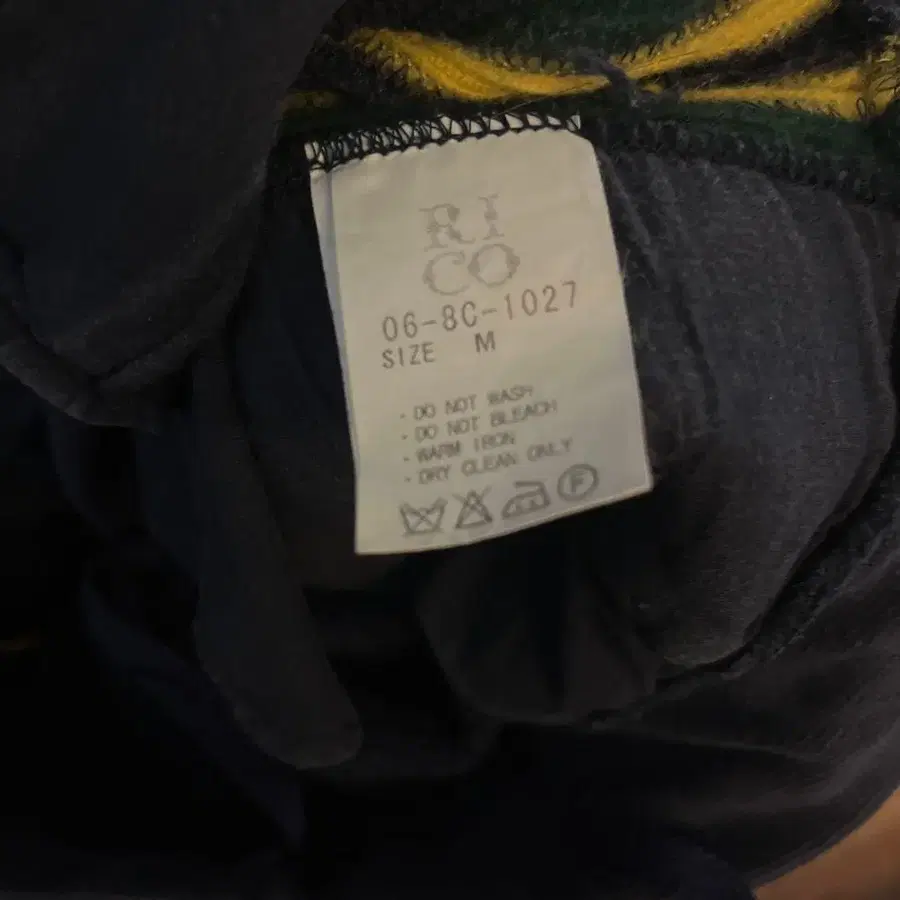 RI
CO
06-8C-1027
SIZE M
· DO NOT WASH
· DO NOT BLEACH
· WARM IRON
· DRY CLEAN ONLY
F